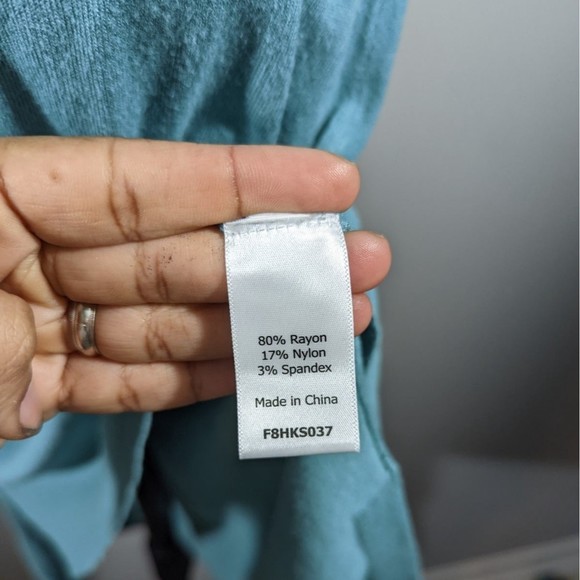 80% Rayon
17% Nylon
3% Spandex
Made in China
F8HKS037